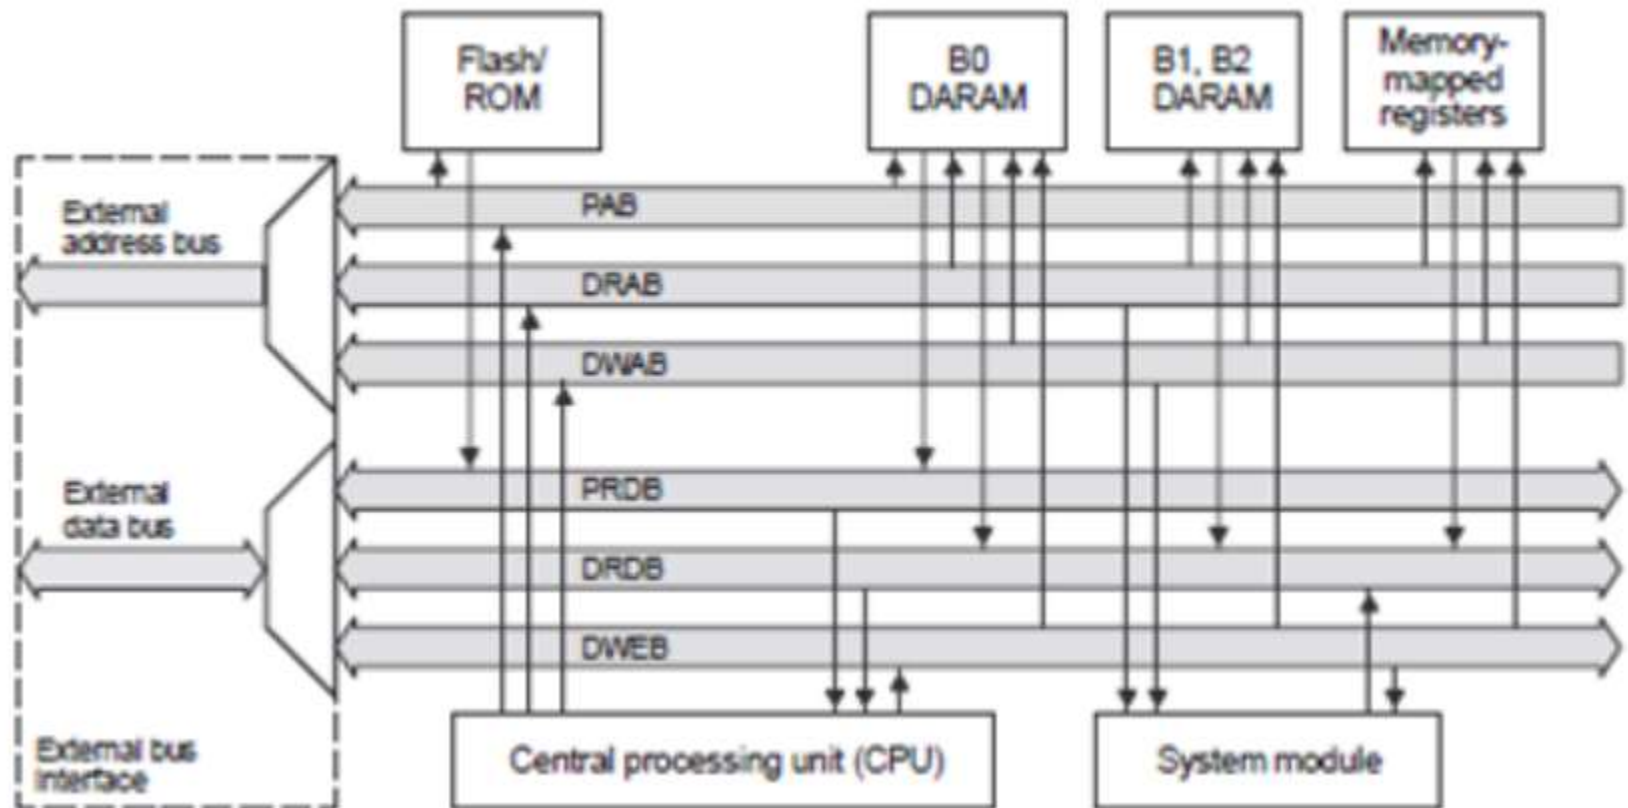 Flash/
ROM
B0
DARAM
B1, B2
DARAM
Memory-
mapped
registers
External
address bus
PAB
DRAB
DWAB
External
data bus
PRDB
DRDB
DWEB
External bus
Interface
Central processing unit (CPU)
System module